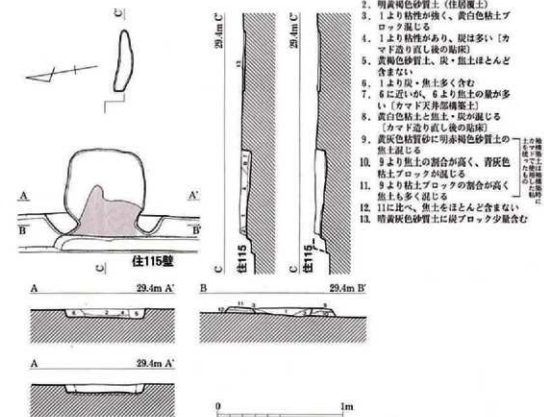 2. 明黄褐色砂質土（住居覆土）
3. 1より粘性が強く、黄白色粘土ブ
ロック混じる
4. 1より粘性があり、炭は多い〔カ
マド造り直し後の貼床〕
5. 黄褐色砂質土、炭・焦土ほとんど
含まない
6. 1より炭・焦土多く含む
7. 6に近いが、6より焦土の量が多
い〔カマド天井部構築土〕
8. 黄白色粘土と焦土・炭が混じる
〔カマド造り直し後の貼床〕
9. 黄灰色粘質砂に明赤褐色砂質土の
焦土混じる
10. 9より焦土の割合が高く、青灰色
粘土ブロックが混じる
11. 9より粘土ブロックの割合が高く
焦土も多く混じる
12. 11に比べ、焦土をほとんど含まない
13. 暗黄灰色砂質土に炭ブロック少量含む
C'
29.4m C'
29.4m C'
A
A'
B
B'
住115壁
C
C
住115
C
住115
A
29.4m A'
B
29.4m B'
A
29.4m A'
0
1m